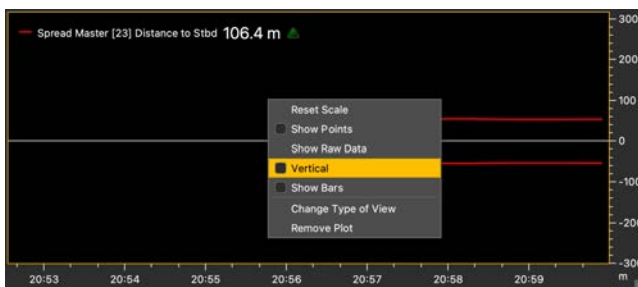 Spread Master [23] Distance to Stbd 106.4 m
300
200
100
0
-100
-200
-300
Reset Scale
Show Points
Show Raw Data
Vertical
Show Bars
Change Type of View
Remove Plot
20:53 20:54 20:55 20:56 20:57 20:58 20:59 m